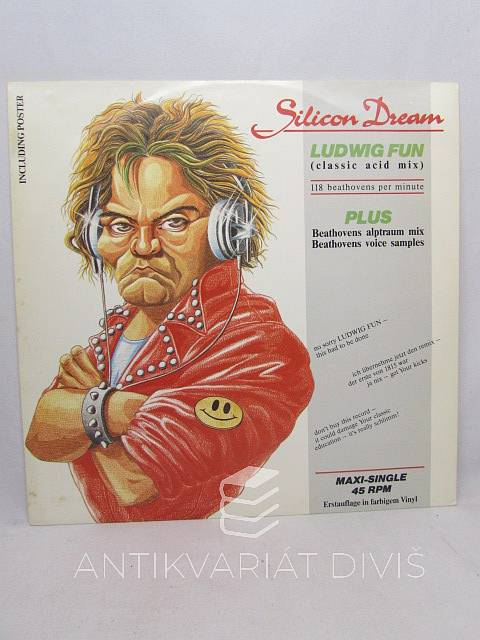 INCLUDING POSTER
Silicon Dream
LUDWIG FUN
(classic acid mix)
118 beathovens per minute
PLUS
Beathovens alptraum mix
Beathovens voice samples
no sorry LUDWIG FUN –
this had to be done
ich übernehme jetzt den remix –
der erste von 1815 war
ja nix – get Your kicks
don't buy this record –
it could damage Your classic
education – it's really schlimm!
MAXI-SINGLE
45 RPM
Erstauflage in farbigem Vinyl
ANTIKVARIÁT DIVIŠ